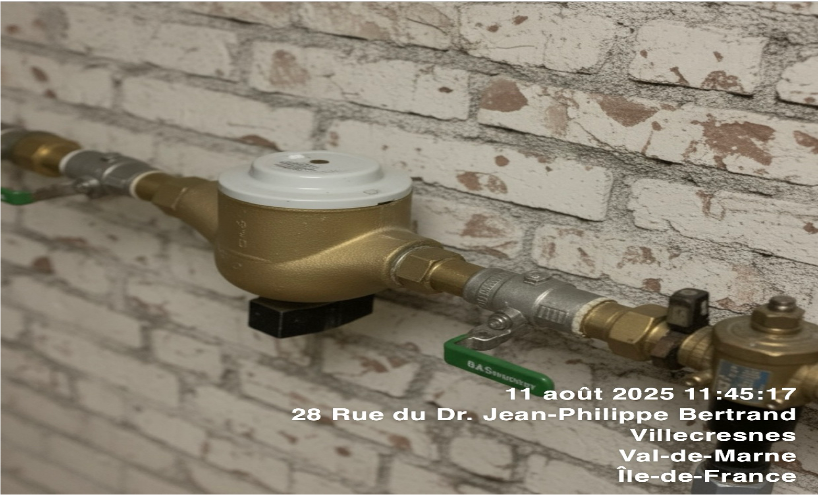 11 août 2025 11:45:17
28 Rue du Dr. Jean-Philippe Bertrand
Villecresnes
Val-de-Marne
Île-de-France